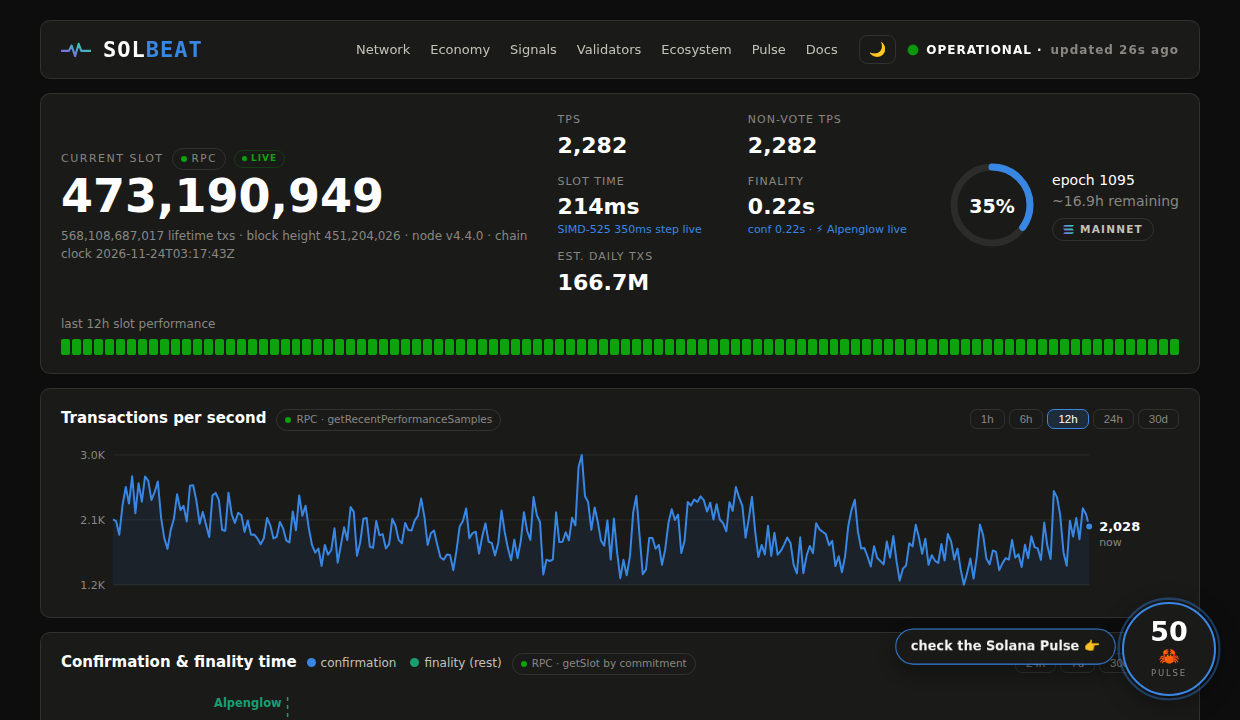 SOLBEAT
Network Economy Signals Validators Ecosystem Pulse Docs
OPERATIONAL · updated 26s ago
CURRENT SLOT RPC LIVE
473,190,949
568,108,687,017 lifetime txs · block height 451,204,026 · node v4.4.0 · chain
clock 2026-11-24T03:17:43Z
TPS
2,282
NON-VOTE TPS
2,282
SLOT TIME
214ms
SIMD-525 350ms step live
FINALITY
0.22s
conf 0.22s · ⚡ Alpenglow live
EST. DAILY TXS
166.7M
35%
epoch 1095
~16.9h remaining
MAINNET
last 12h slot performance
Transactions per second RPC · getRecentPerformanceSamples
1h 6h 12h 24h 30d
3.0K
2.1K
1.2K
2,028
now
Confirmation & finality time confirmation finality (rest) RPC · getSlot by commitment
24h 7d 30
Alpenglow
check the Solana Pulse 👉
50
🦀
PULSE